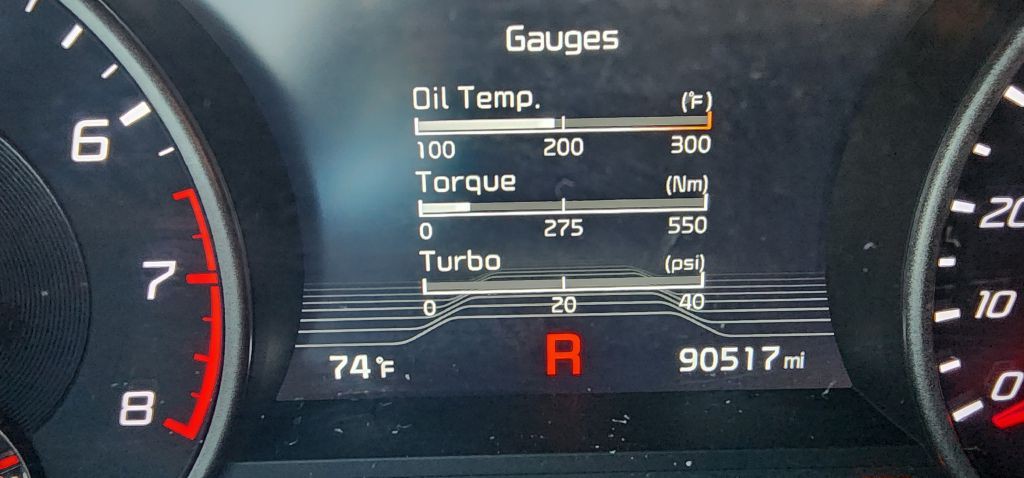 Gauges
Oil Temp. (°F)
100 200 300
Torque (Nm)
0 275 550
Turbo (psi)
0 20 40
74°F R 90517 mi
6
7
8
20
10
0